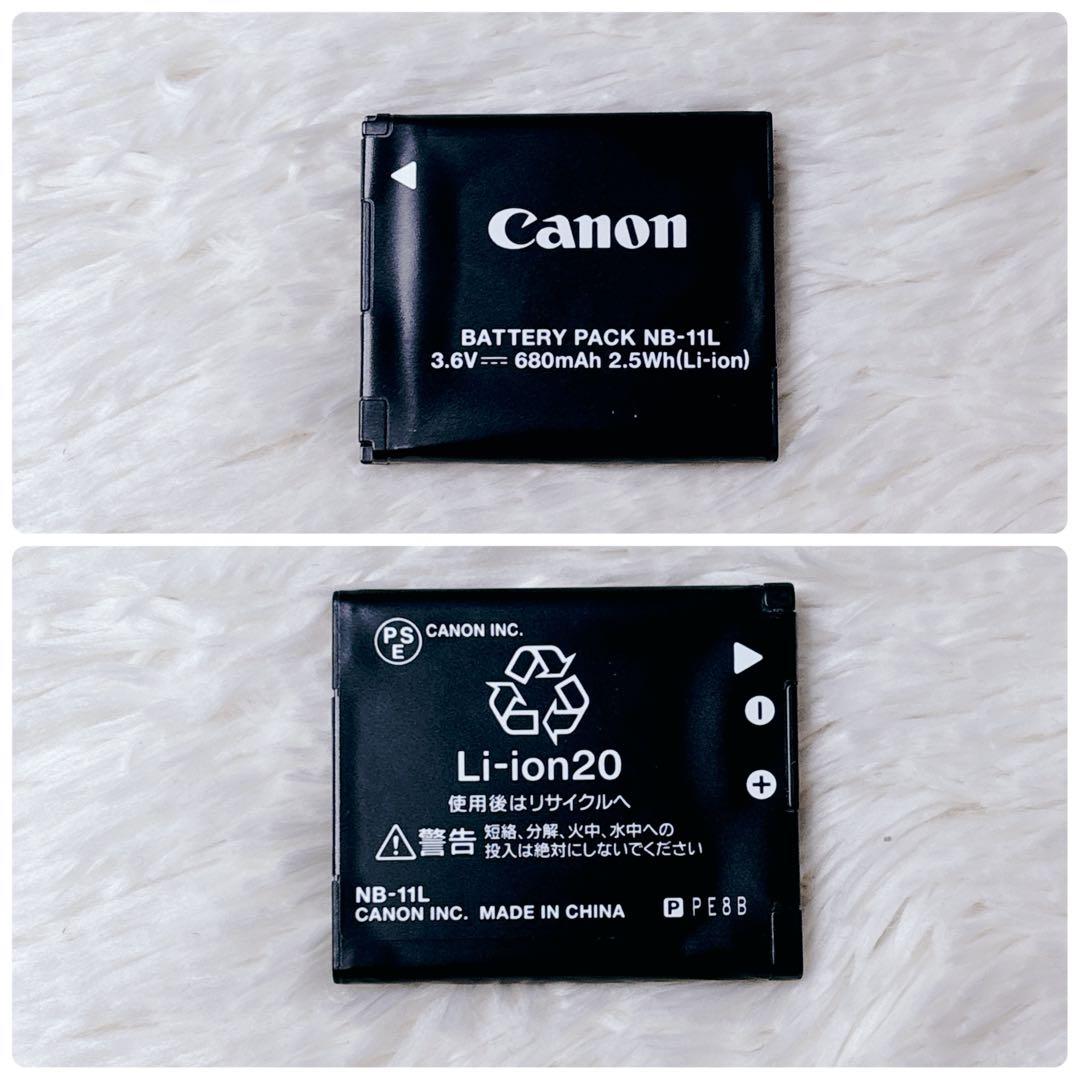 Canon
BATTERY PACK NB-11L
3.6V⎓ 680mAh 2.5Wh(Li-ion)
PSE CANON INC.
Li-ion20
使用後はリサイクルへ
警告 短絡、分解、火中、水中への
投入は絶対にしないでください
NB-11L
CANON INC. MADE IN CHINA
P PE8B